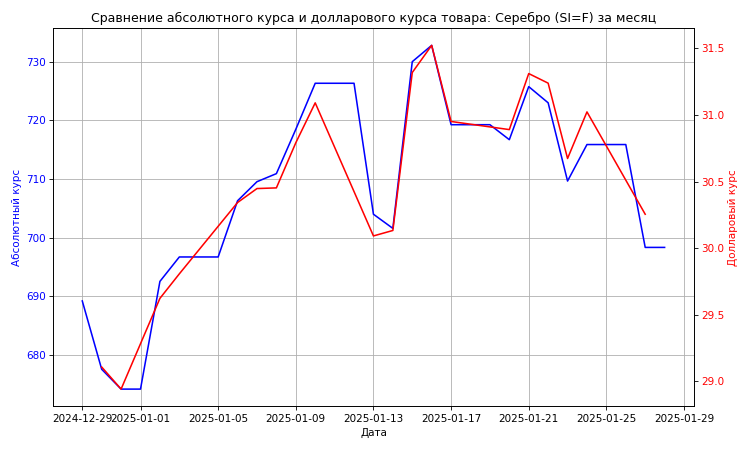 Сравнение абсолютного курса и долларового курса товара: Серебро (SI=F) за месяц
Абсолютный курс
730
720
710
700
690
680
31.5
31.0
30.5
30.0
29.5
29.0
Долларовый курс
2024-12-29 2025-01-01 2025-01-05 2025-01-09 2025-01-13 2025-01-17 2025-01-21 2025-01-25 2025-01-29
Дата